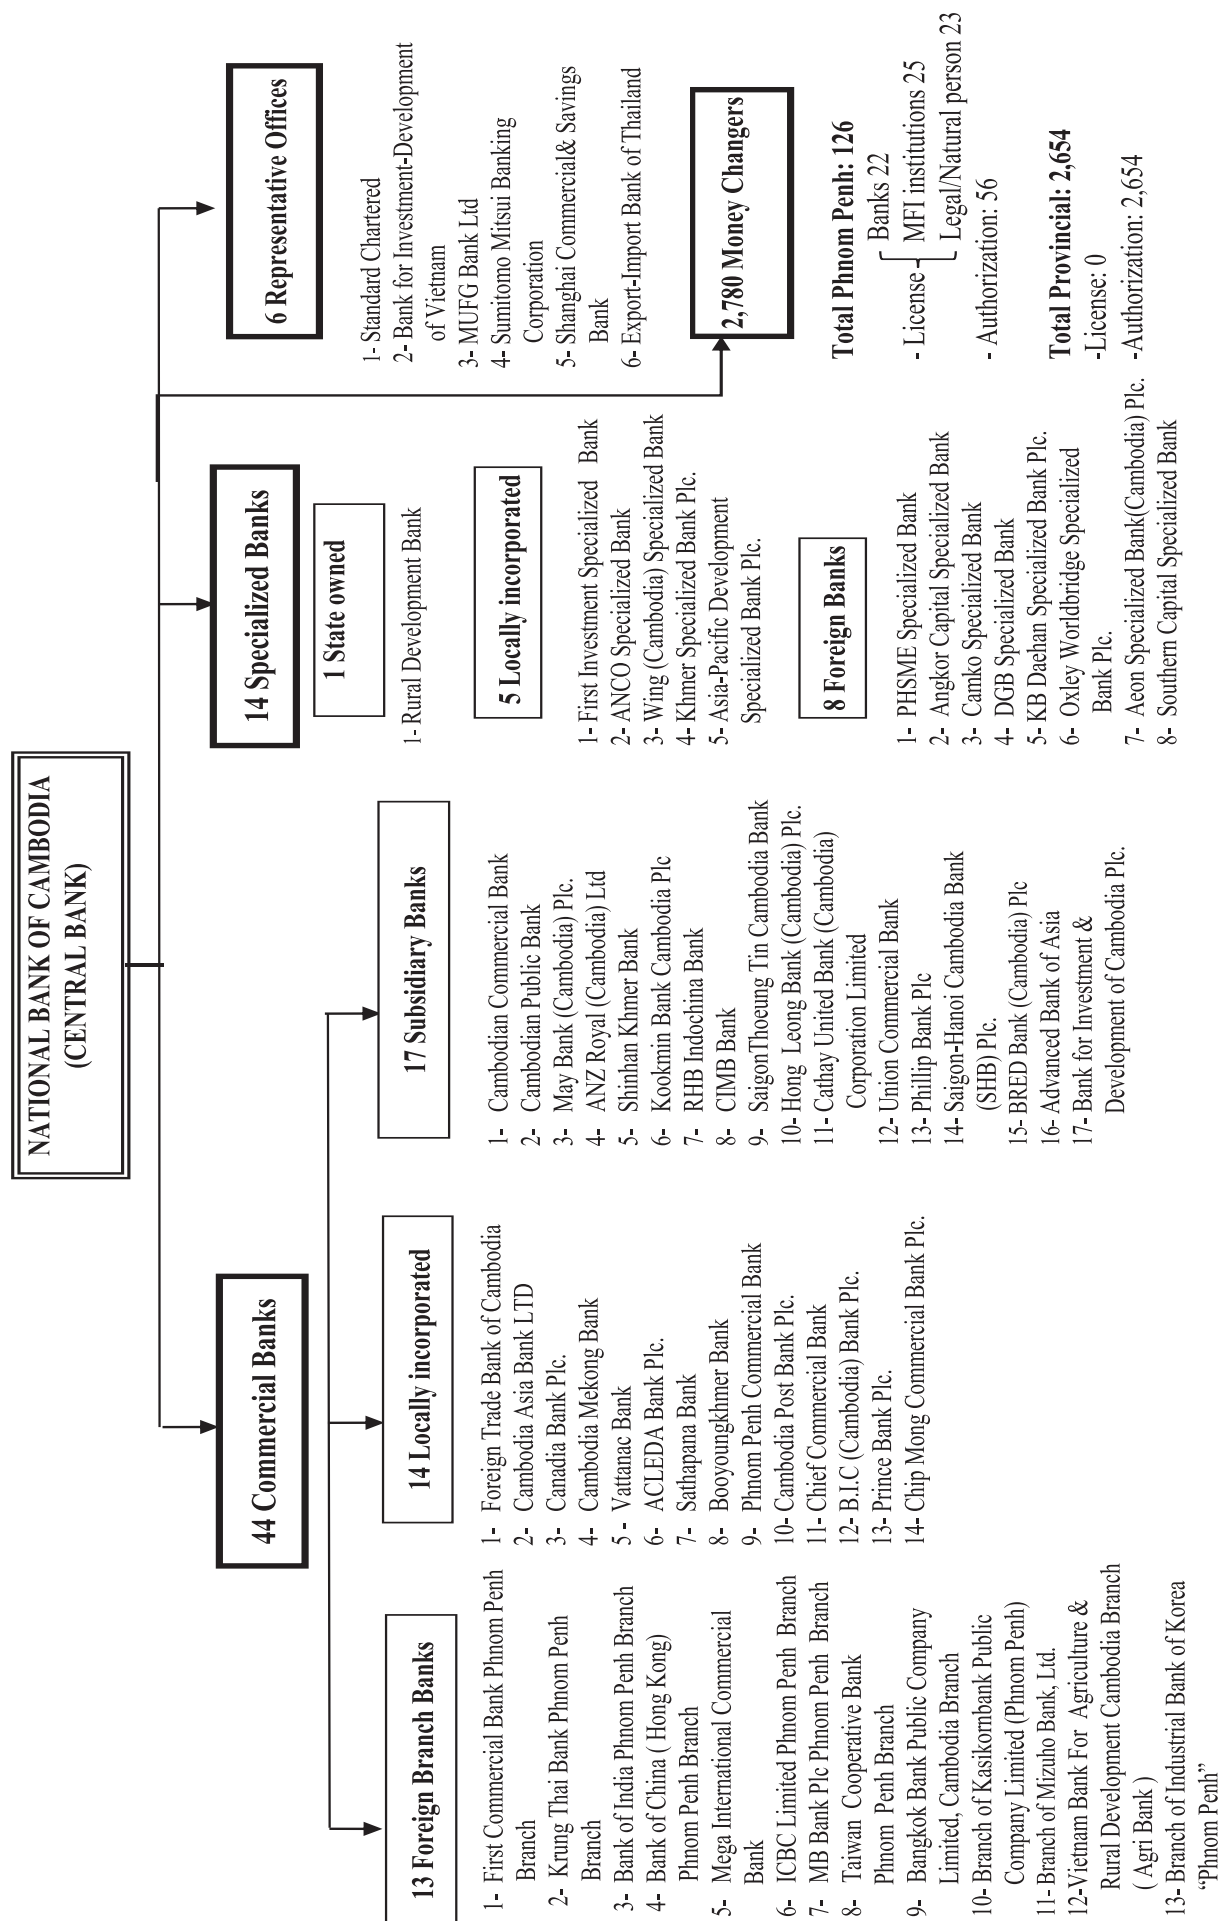 NATIONAL BANK OF CAMBODIA
(CENTRAL BANK)
44 Commercial Banks
13 Foreign Branch Banks
1- First Commercial Bank Phnom Penh
Branch
2- Krung Thai Bank Phnom Penh
Branch
3- Bank of India Phnom Penh Branch
4- Bank of China ( Hong Kong)
Phnom Penh Branch
5- Mega International Commercial
Bank
6- ICBC Limited Phnom Penh Branch
7- MB Bank Plc Phnom Penh Branch
8- Taiwan Cooperative Bank
Phnom Penh Branch
9- Bangkok Bank Public Company
Limited, Cambodia Branch
10- Branch of Kasikornbank Public
Company Limited (Phnom Penh)
11- Branch of Mizuho Bank, Ltd.
12-Vietnam Bank For Agriculture &
Rural Development Cambodia Branch
( Agri Bank )
13- Branch of Industrial Bank of Korea
“Phnom Penh”
14 Locally incorporated
1- Foreign Trade Bank of Cambodia
2- Cambodia Asia Bank LTD
3- Canadia Bank Plc.
4- Cambodia Mekong Bank
5 - Vattanac Bank
6- ACLEDA Bank Plc.
7- Sathapana Bank
8- Booyoungkhmer Bank
9- Phnom Penh Commercial Bank
10- Cambodia Post Bank Plc.
11- Chief Commercial Bank
12- B.I.C (Cambodia) Bank Plc.
13- Prince Bank Plc.
14- Chip Mong Commercial Bank Plc.
17 Subsidiary Banks
1- Cambodian Commercial Bank
2- Cambodian Public Bank
3- May Bank (Cambodia) Plc.
4- ANZ Royal (Cambodia) Ltd
5- Shinhan Khmer Bank
6- Kookmin Bank Cambodia Plc
7- RHB Indochina Bank
8- CIMB Bank
9- SaigonThoeung Tin Cambodia Bank
10- Hong Leong Bank (Cambodia) Plc.
11- Cathay United Bank (Cambodia)
Corporation Limited
12- Union Commercial Bank
13- Phillip Bank Plc
14- Saigon-Hanoi Cambodia Bank
(SHB) Plc.
15- BRED Bank (Cambodia) Plc
16- Advanced Bank of Asia
17- Bank for Investment &
Development of Cambodia Plc.
14 Specialized Banks
1 State owned
1- Rural Development Bank
5 Locally incorporated
1- First Investment Specialized Bank
2- ANCO Specialized Bank
3- Wing (Cambodia) Specialized Bank
4- Khmer Specialized Bank Plc.
5- Asia-Pacific Development
Specialized Bank Plc.
8 Foreign Banks
1- PHSME Specialized Bank
2- Angkor Capital Specialized Bank
3- Camko Specialized Bank
4- DGB Specialized Bank
5- KB Daehan Specialized Bank Plc.
6- Oxley Worldbridge Specialized
Bank Plc.
7- Aeon Specialized Bank(Cambodia) Plc.
8- Southern Capital Specialized Bank
6 Representative Offices
1- Standard Chartered
2- Bank for Investment-Development
of Vietnam
3- MUFG Bank Ltd
4- Sumitomo Mitsui Banking
Corporation
5- Shanghai Commercial& Savings
Bank
6- Export-Import Bank of Thailand
2,780 Money Changers
Total Phnom Penh: 126
Banks 22
- License MFI institutions 25
Legal/Natural person 23
- Authorization: 56
Total Provincial: 2,654
-License: 0
-Authorization: 2,654